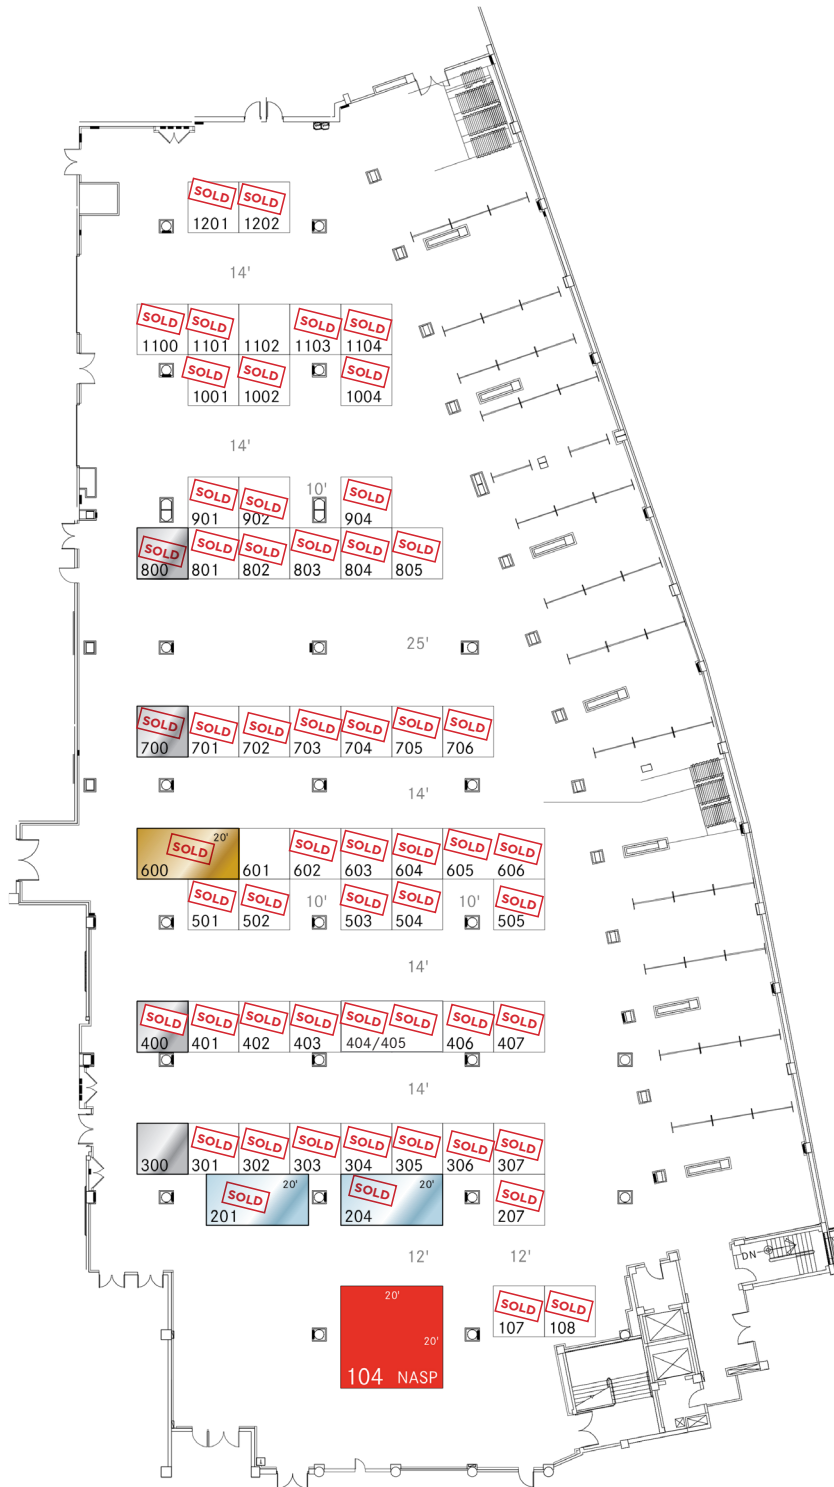 SOLD SOLD
1201 1202
14'
SOLD SOLD SOLD SOLD
1100 1101 1102 1103 1104
SOLD SOLD SOLD
1001 1002 1004
14'
SOLD SOLD 10' SOLD
901 902 904
SOLD SOLD SOLD SOLD SOLD SOLD
800 801 802 803 804 805
25'
SOLD SOLD SOLD SOLD SOLD SOLD SOLD
700 701 702 703 704 705 706
14'
20'
SOLD SOLD SOLD SOLD SOLD SOLD
600 601 602 603 604 605 606
SOLD SOLD 10' SOLD SOLD 10' SOLD
501 502 503 504 505
14'
SOLD SOLD SOLD SOLD SOLD SOLD SOLD SOLD
400 401 402 403 404/405 406 407
14'
SOLD SOLD SOLD SOLD SOLD SOLD SOLD
300 301 302 303 304 305 306 307
SOLD 20' SOLD 20' SOLD
201 204 207
12' 12'
DN
20'
SOLD SOLD
107 108
20'
104 NASP